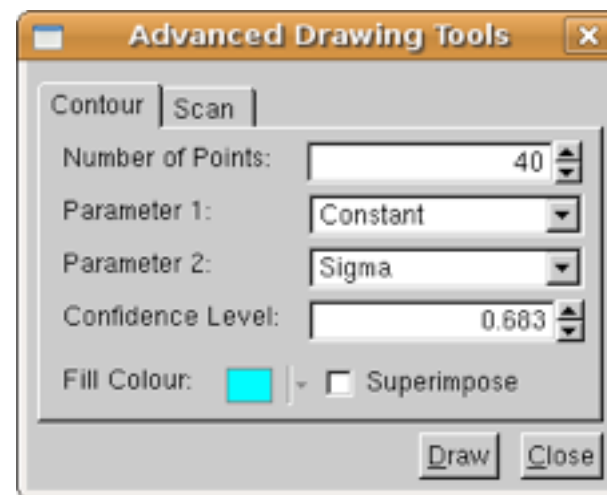 Advanced Drawing Tools
Contour Scan
Number of Points: 40
Parameter 1: Constant
Parameter 2: Sigma
Confidence Level: 0.683
Fill Colour: Superimpose
Draw Close